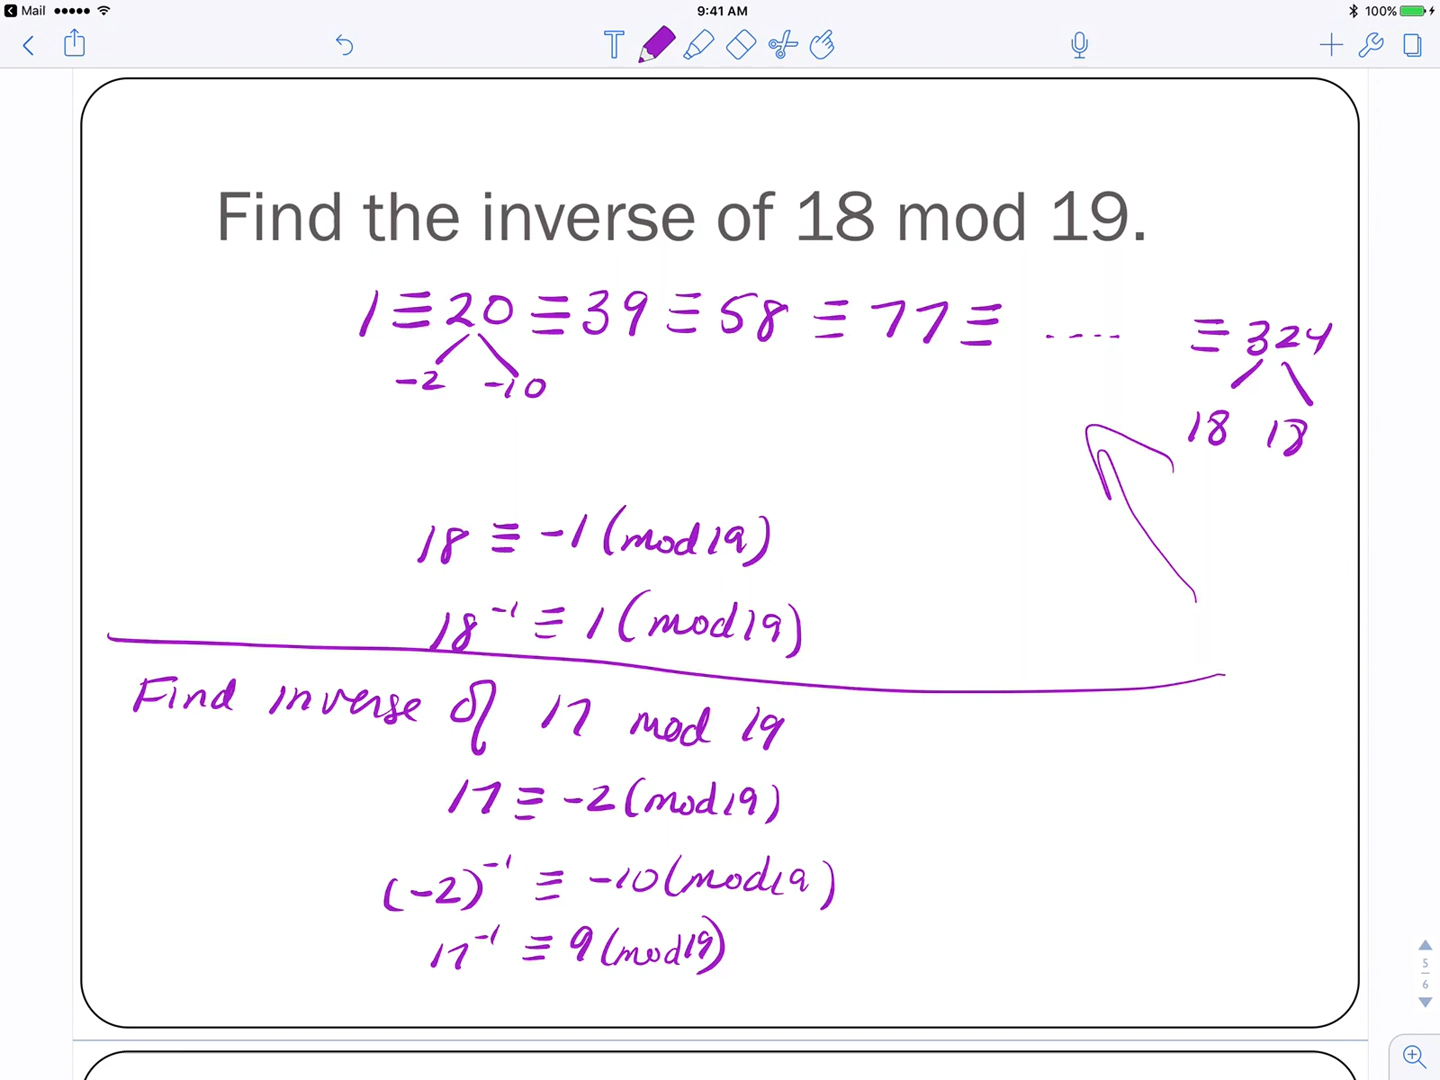 Mail 9:41 AM 100%
T
Find the inverse of 18 mod 19.
1 ≡ 20 ≡ 39 ≡ 58 ≡ 77 ≡ .... ≡ 324
-2 -10
18 18
18 ≡ -1 (mod 19)
18⁻¹ ≡ 1 (mod 19)
Find inverse of 17 mod 19
17 ≡ -2 (mod 19)
(-2)⁻¹ ≡ -10 (mod 19)
17⁻¹ ≡ 9 (mod 19)
5
6